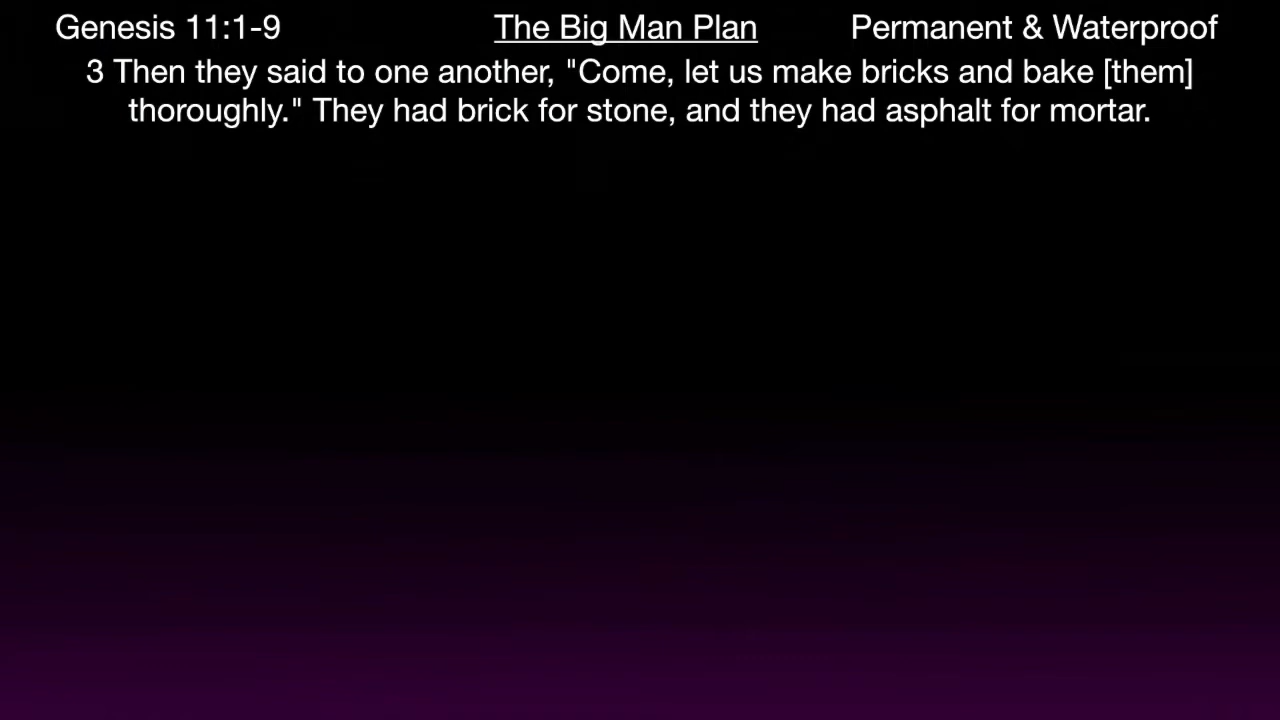 Genesis 11:1-9 The Big Man Plan Permanent & Waterproof
3 Then they said to one another, "Come, let us make bricks and bake [them]
thoroughly." They had brick for stone, and they had asphalt for mortar.